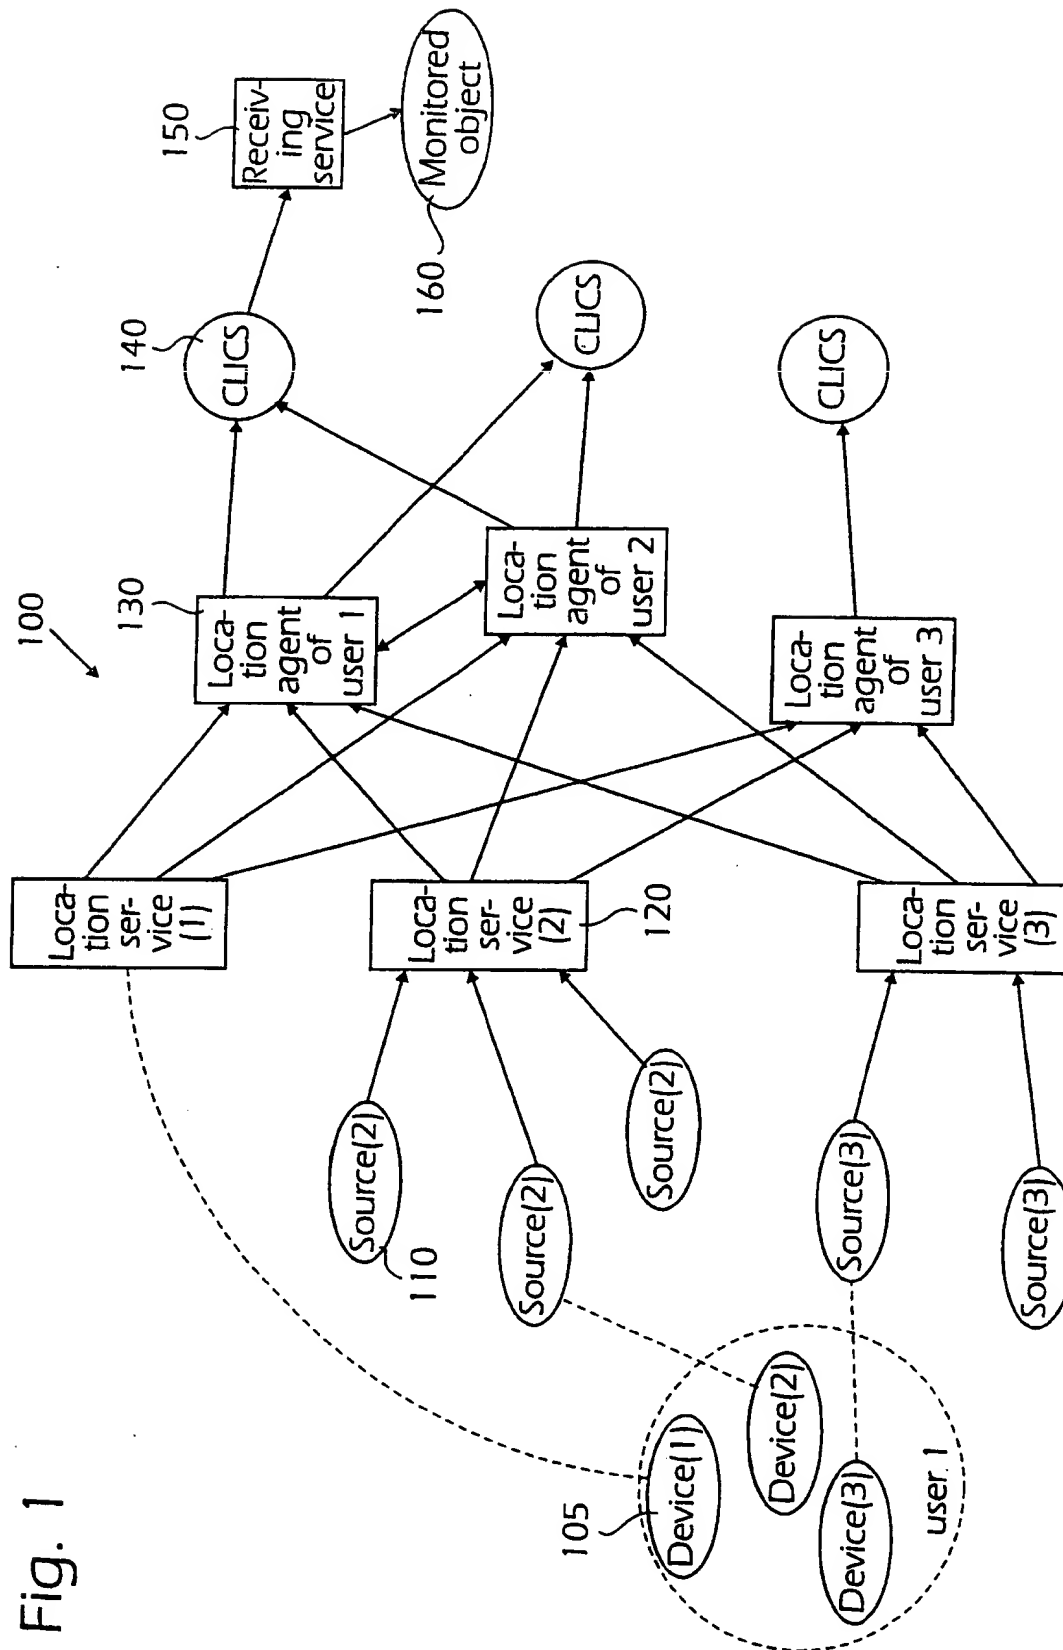 Fig. 1
100
105
Device(1)
Device(2)
Device(3)
user 1
110
Source(2)
Source(2)
Source(2)
Source(3)
Source(3)
Loca-
tion
ser-
vice
(1)
Loca-
tion
ser-
vice
(2)
120
Loca-
tion
ser-
vice
(3)
130
Loca-
tion
agent
of
user 1
Loca-
tion
agent
of
user 2
Loca-
tion
agent
of
user 3
140
CLICS
CLICS
CLICS
150
Receiv-
ing
service
160
Monitored
object